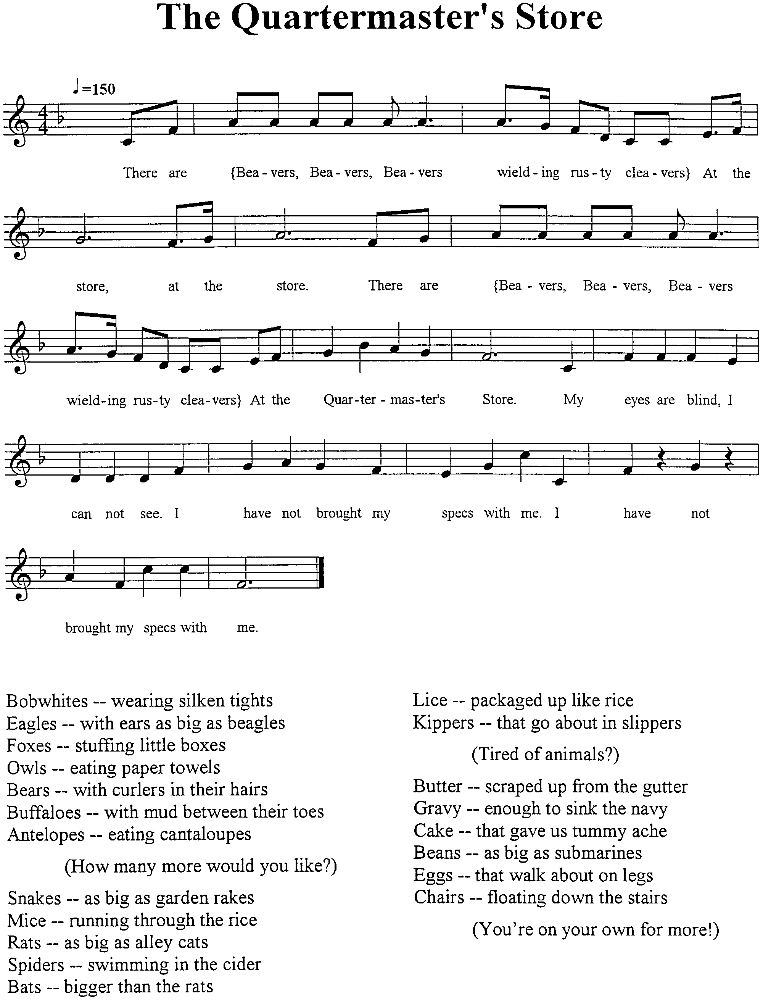 The Quartermaster's Store
♩=150
4
4
There are {Bea - vers, Bea - vers, Bea - vers wield - ing rus - ty clea - vers} At the
store, at the store. There are {Bea - vers, Bea - vers, Bea - vers
wield-ing rus-ty clea-vers} At the Quar-ter - mas-ter's Store. My eyes are blind, I
can not see. I have not brought my specs with me. I have not
brought my specs with me.
Bobwhites -- wearing silken tights
Eagles -- with ears as big as beagles
Foxes -- stuffing little boxes
Owls -- eating paper towels
Bears -- with curlers in their hairs
Buffaloes -- with mud between their toes
Antelopes -- eating cantaloupes
(How many more would you like?)
Snakes -- as big as garden rakes
Mice -- running through the rice
Rats -- as big as alley cats
Spiders -- swimming in the cider
Bats -- bigger than the rats
Lice -- packaged up like rice
Kippers -- that go about in slippers
(Tired of animals?)
Butter -- scraped up from the gutter
Gravy -- enough to sink the navy
Cake -- that gave us tummy ache
Beans -- as big as submarines
Eggs -- that walk about on legs
Chairs -- floating down the stairs
(You're on your own for more!)